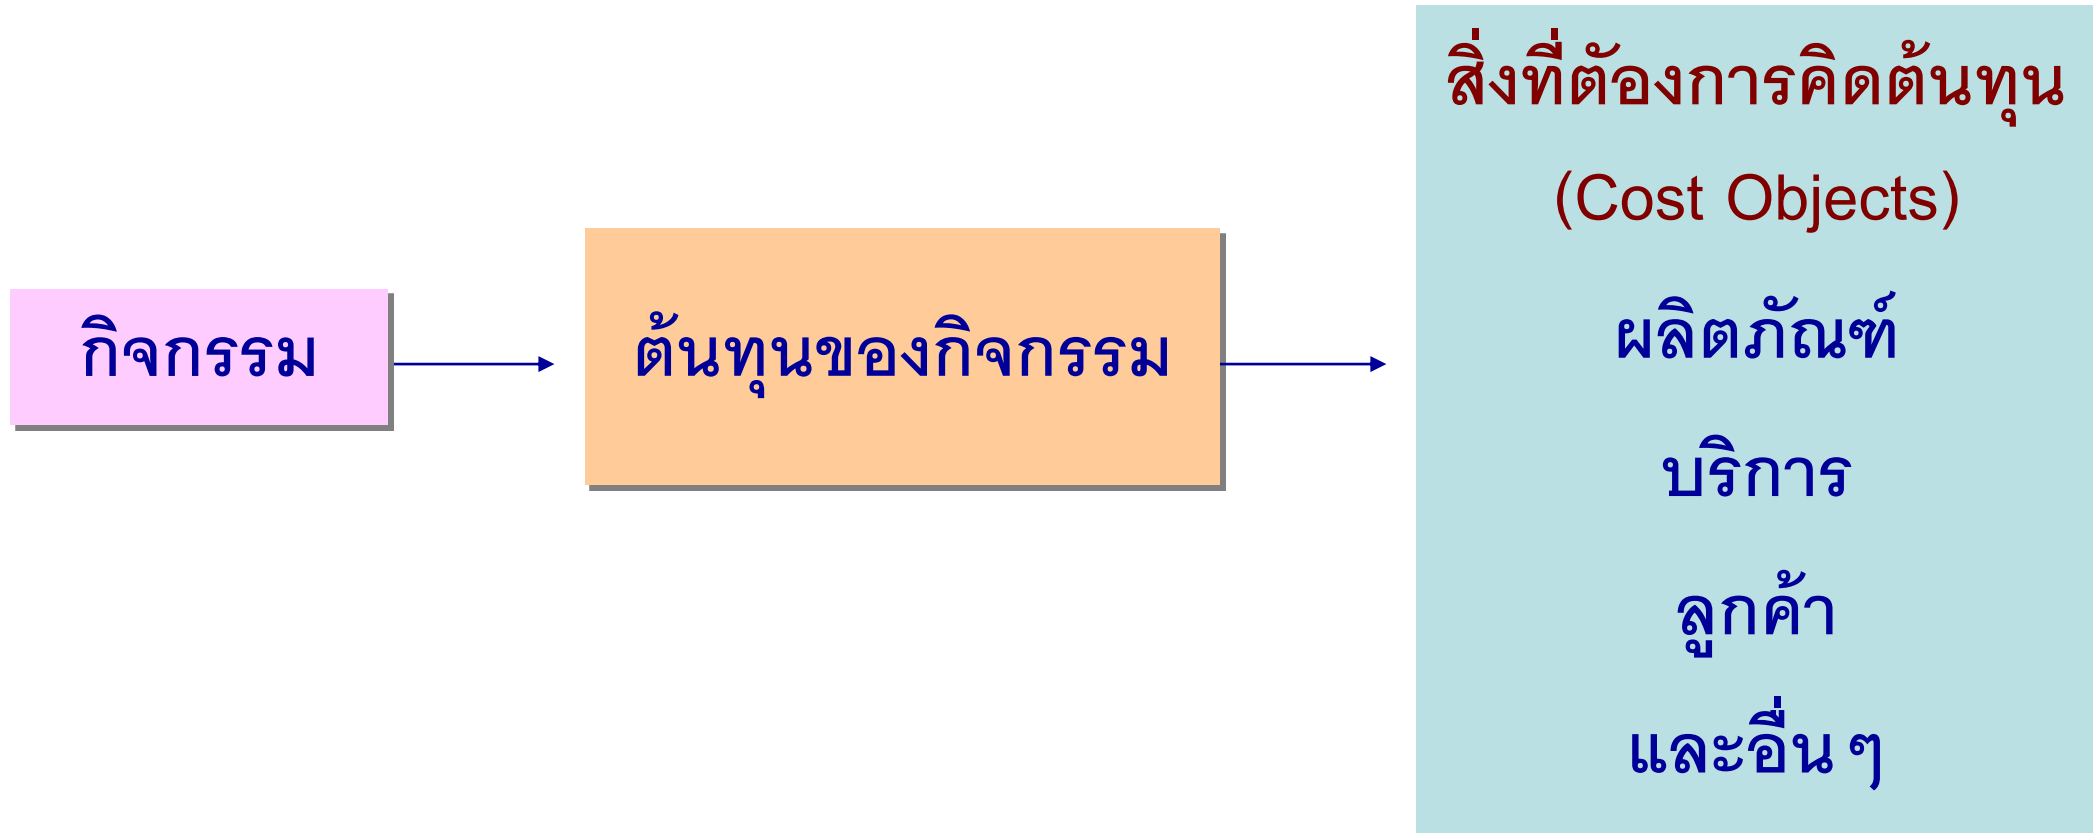 กิจกรรม
ต้นทุนของกิจกรรม
สิ่งที่ต้องการคิดต้นทุน
(Cost Objects)
ผลิตภัณฑ์
บริการ
ลูกค้า
และอื่น ๆ